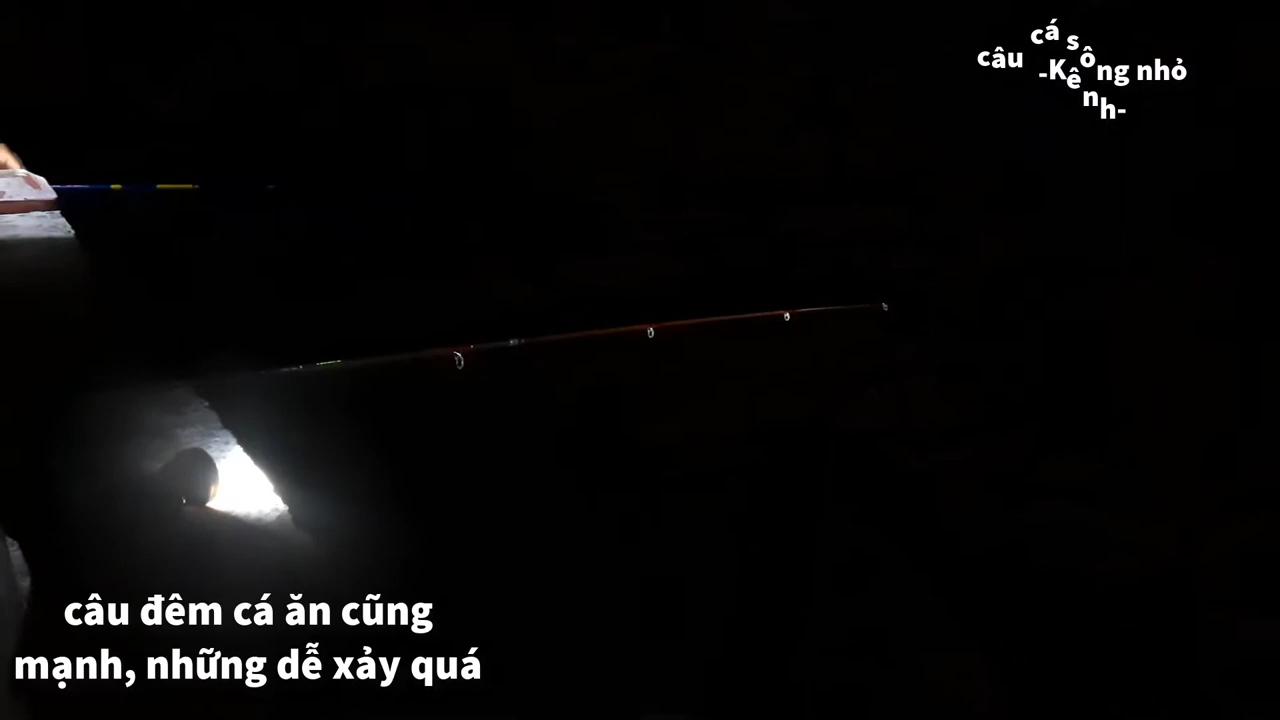 câu cá sông nhỏ
-Kênh-
câu đêm cá ăn cũng
mạnh, những dễ xảy quá